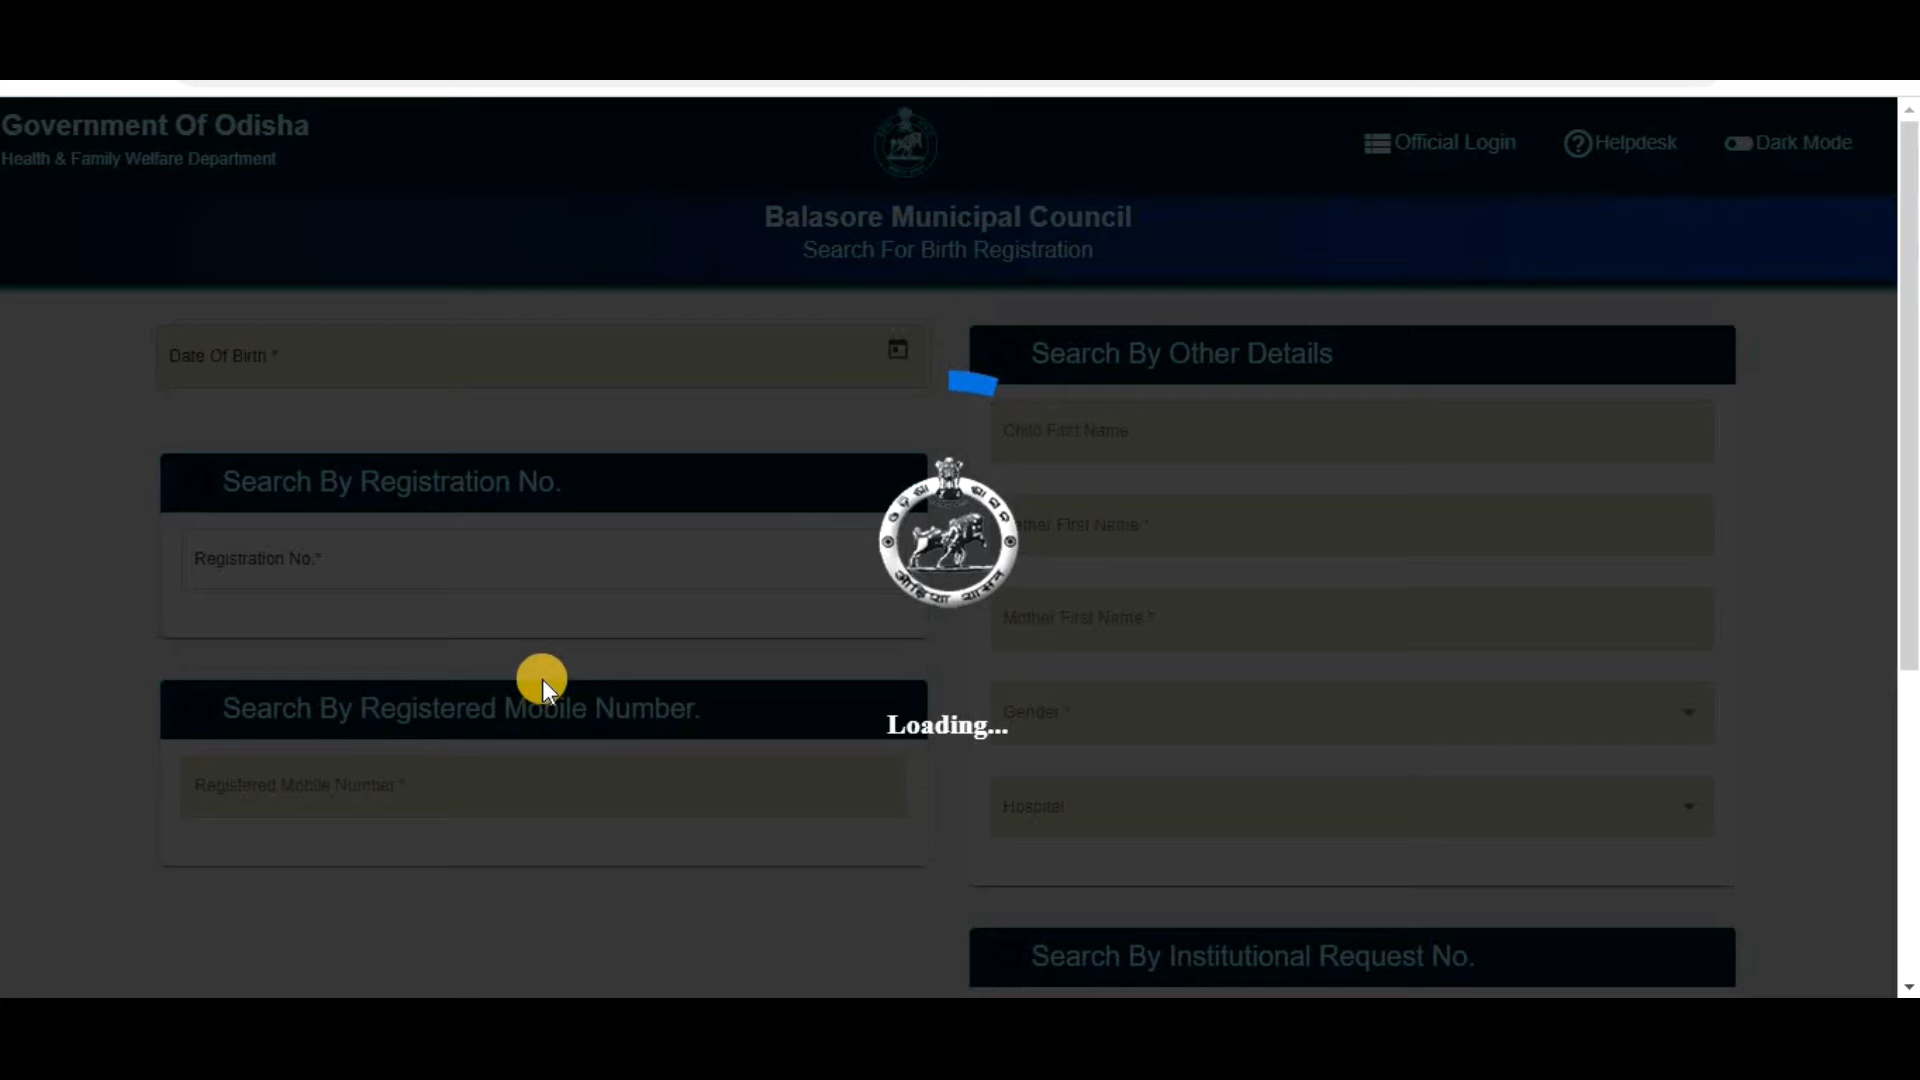 Government Of Odisha
Health & Family Welfare Department
Official Login
Helpdesk
Dark Mode
Balasore Municipal Council
Search For Birth Registration
Date Of Birth *
Search By Registration No.
Registration No.*
Search By Registered Mobile Number.
Registered Mobile Number *
Search By Other Details
Child First Name
First Name *
Mother First Name *
Gender *
Hospital
Search By Institutional Request No.
Loading...